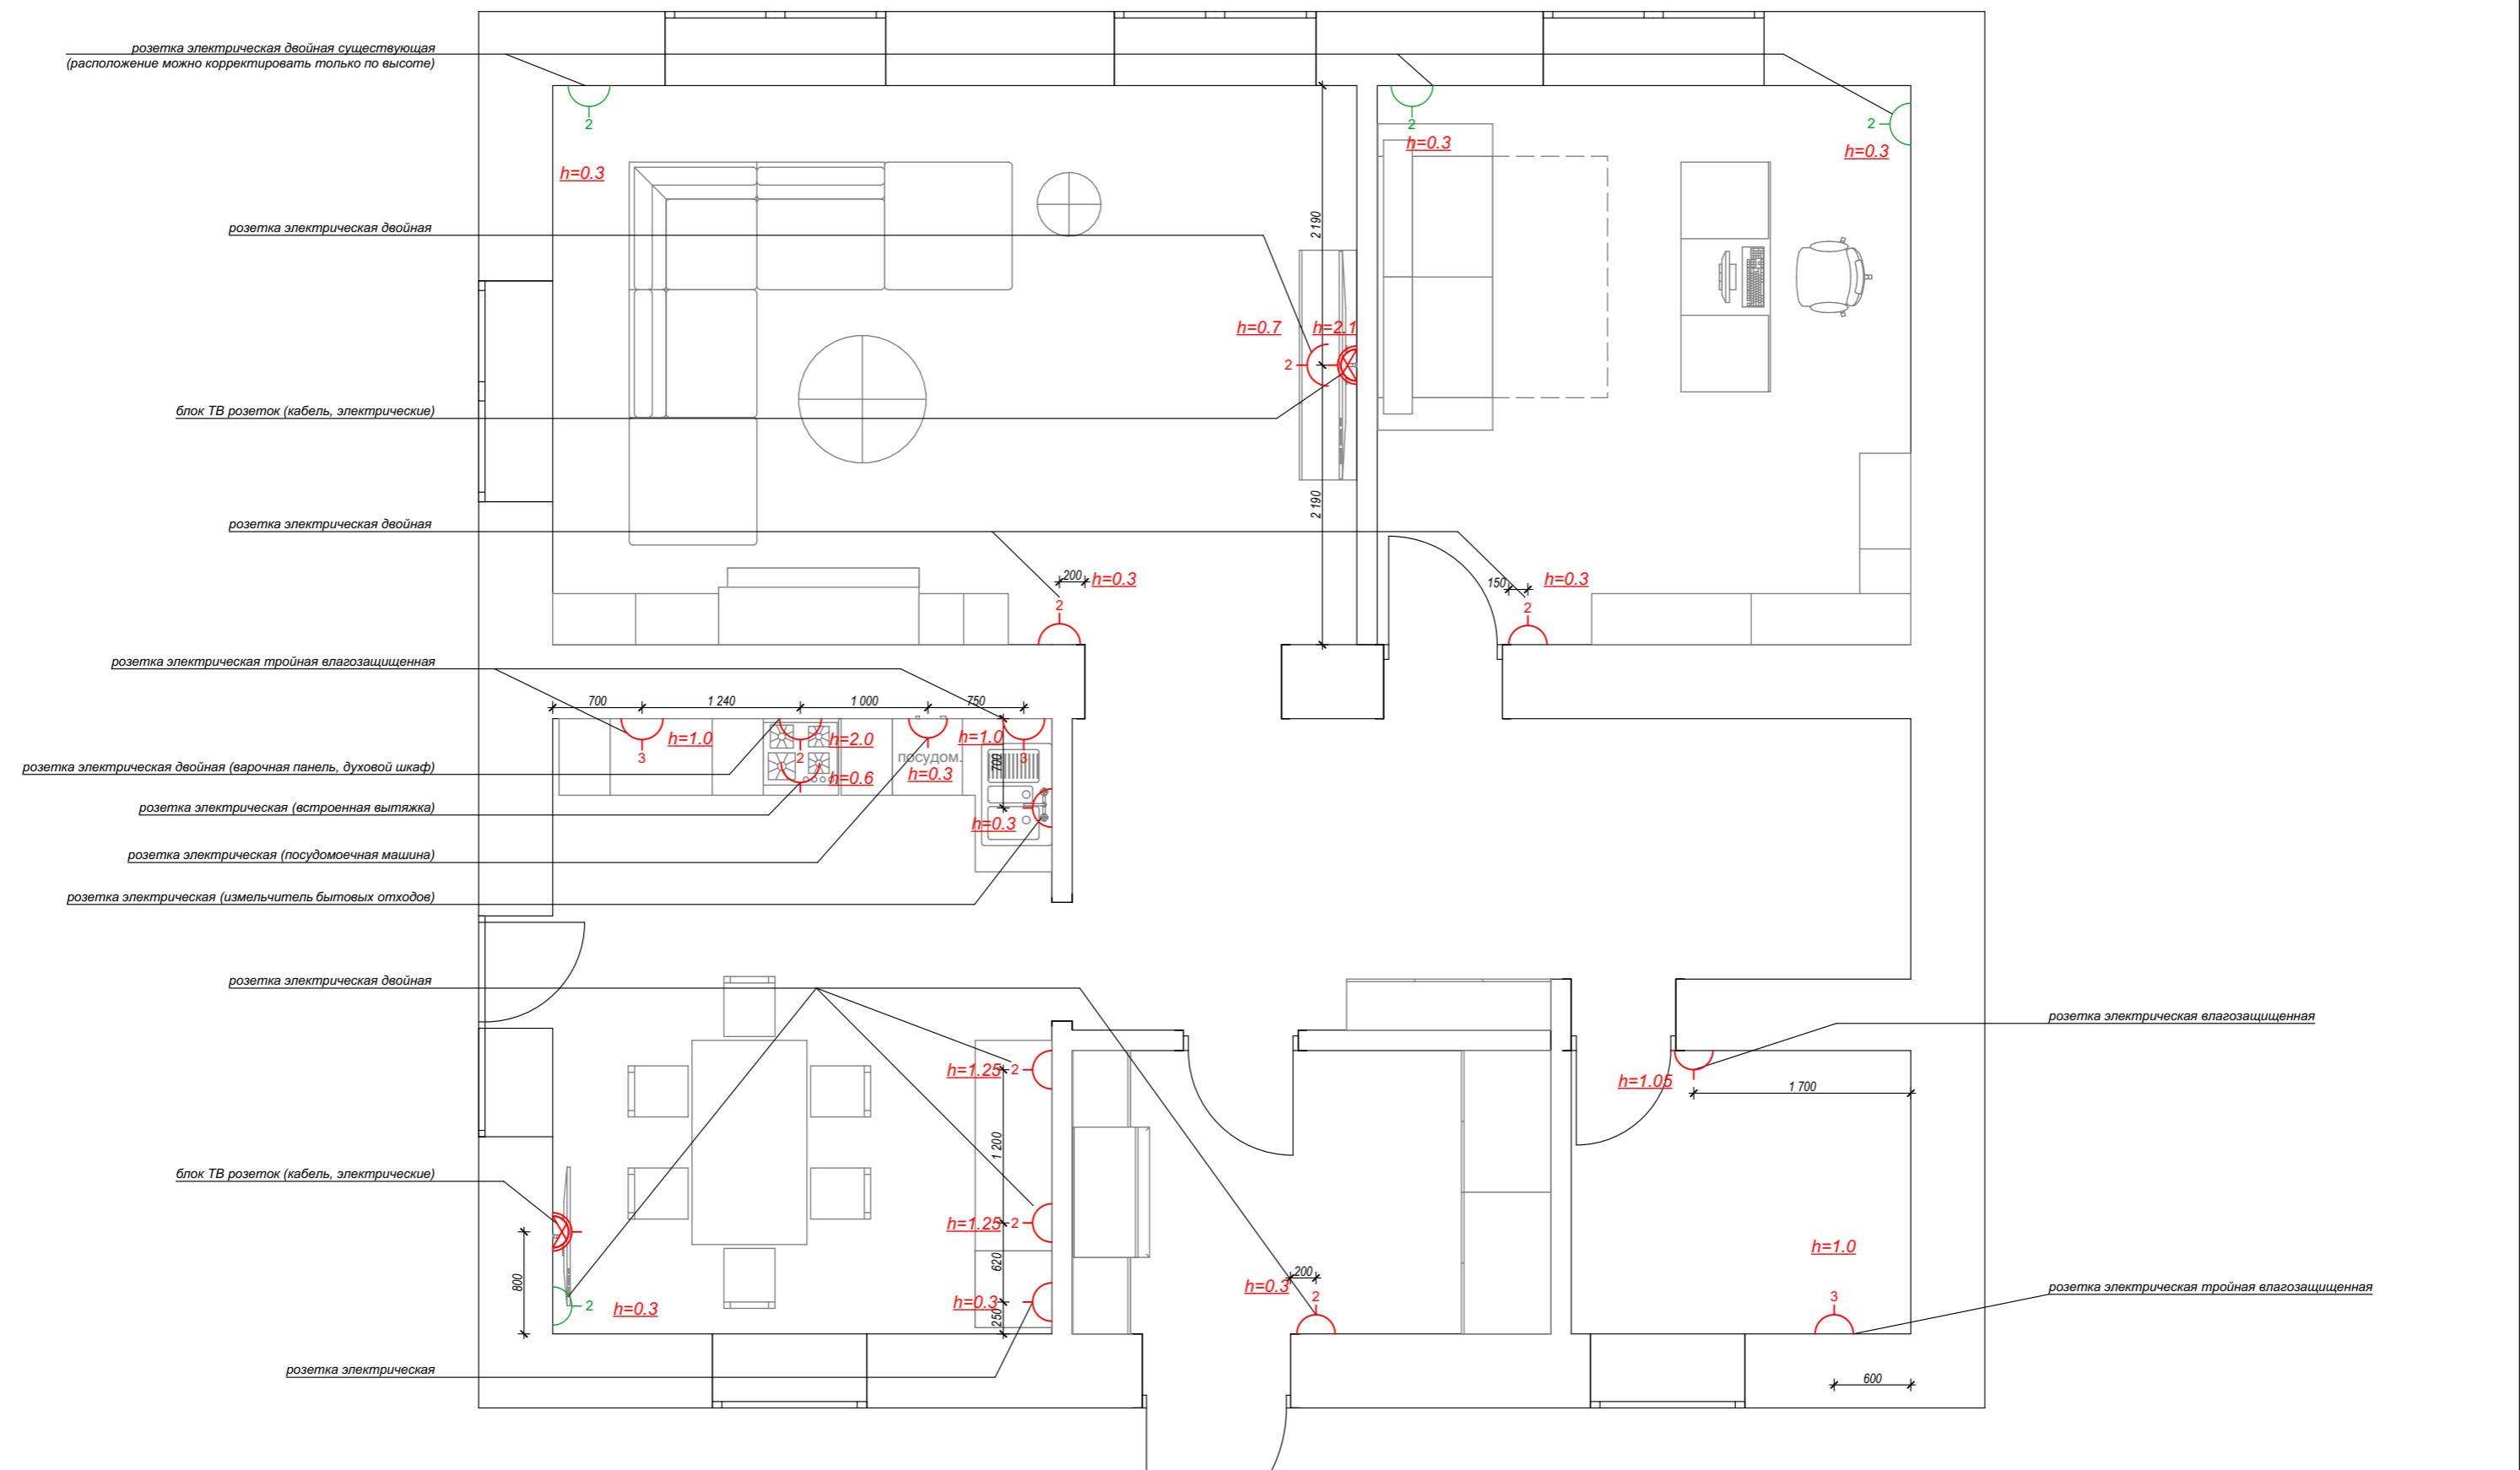 розетка электрическая двойная существующая
(расположение можно корректировать только по высоте)
2
2
2
h=0.3
h=0.3
h=0.3
розетка электрическая двойная
2 190
h=0.7
h=2.1
2
блок ТВ розеток (кабель, электрические)
2 190
розетка электрическая двойная
200
h=0.3
150
h=0.3
2
2
розетка электрическая тройная влагозащищенная
700
1 240
1 000
750
h=1.0
h=2.0
h=1.0
3
2
посудом.
3
700
розетка электрическая двойная (варочная панель, духовой шкаф)
h=0.6
h=0.3
розетка электрическая (встроенная вытяжка)
h=0.3
розетка электрическая (посудомоечная машина)
розетка электрическая (измельчитель бытовых отходов)
розетка электрическая двойная
розетка электрическая влагозащищенная
h=1.25
2
h=1.05
1 700
1 200
блок ТВ розеток (кабель, электрические)
h=1.25
2
h=1.0
620
800
200
h=0.3
розетка электрическая тройная влагозащищенная
2
h=0.3
h=0.3
2
3
250
розетка электрическая
600